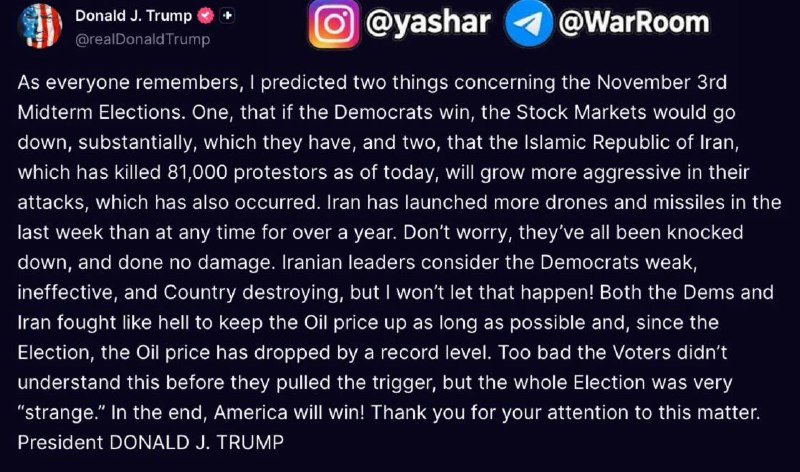 Donald J. Trump
@realDonaldTrump
@yashar
@WarRoom
As everyone remembers, I predicted two things concerning the November 3rd
Midterm Elections. One, that if the Democrats win, the Stock Markets would go
down, substantially, which they have, and two, that the Islamic Republic of Iran,
which has killed 81,000 protestors as of today, will grow more aggressive in their
attacks, which has also occurred. Iran has launched more drones and missiles in the
last week than at any time for over a year. Don’t worry, they’ve all been knocked
down, and done no damage. Iranian leaders consider the Democrats weak,
ineffective, and Country destroying, but I won’t let that happen! Both the Dems and
Iran fought like hell to keep the Oil price up as long as possible and, since the
Election, the Oil price has dropped by a record level. Too bad the Voters didn’t
understand this before they pulled the trigger, but the whole Election was very
“strange.” In the end, America will win! Thank you for your attention to this matter.
President DONALD J. TRUMP